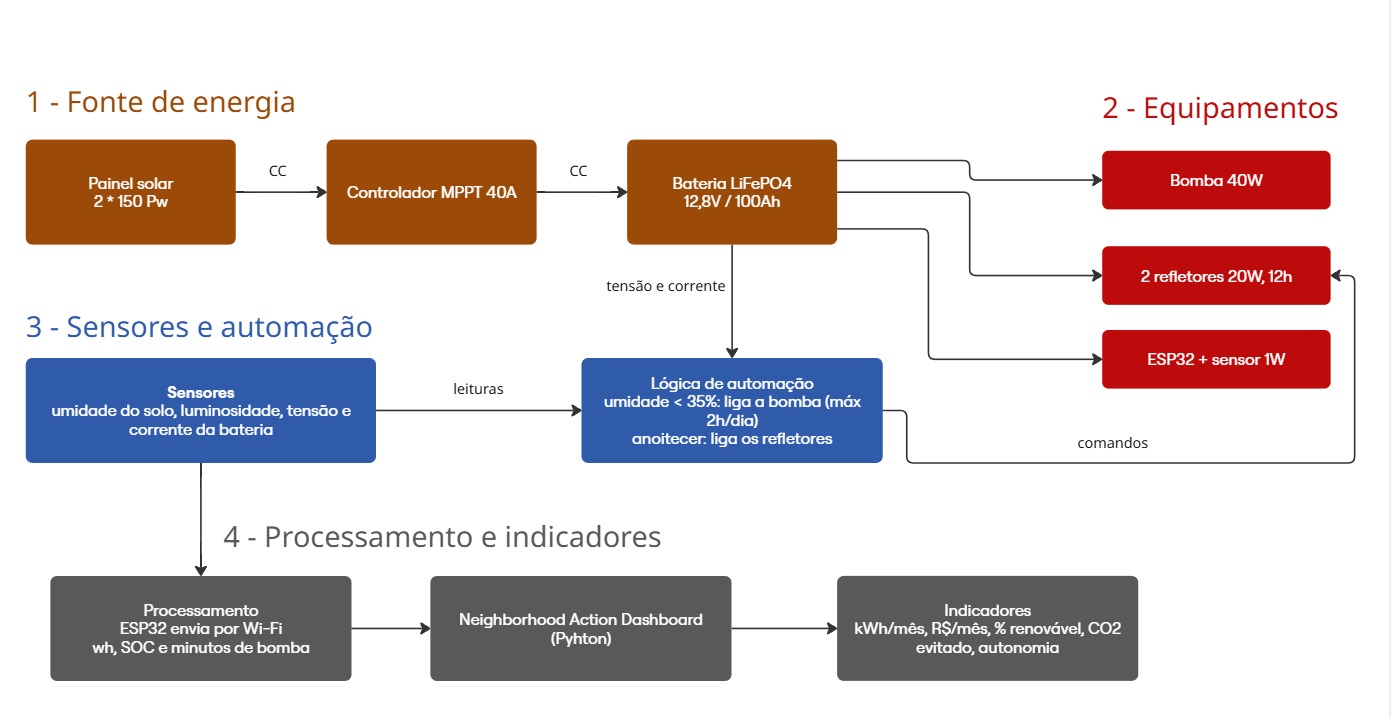 1 - Fonte de energia
2 - Equipamentos
Painel solar
2 * 150 Pw
CC
Controlador MPPT 40A
CC
Bateria LiFePO4
12,8V / 100Ah
Bomba 40W
2 refletores 20W, 12h
ESP32 + sensor 1W
tensão e corrente
3 - Sensores e automação
Sensores
umidade do solo, luminosidade, tensão e
corrente da bateria
leituras
Lógica de automação
umidade < 35%: liga a bomba (máx
2h/dia)
anoitecer: liga os refletores
comandos
4 - Processamento e indicadores
Processamento
ESP32 envia por Wi-Fi
wh, SOC e minutos de bomba
Neighborhood Action Dashboard
(Pyhton)
Indicadores
kWh/mês, R$/mês, % renovável, CO2
evitado, autonomia